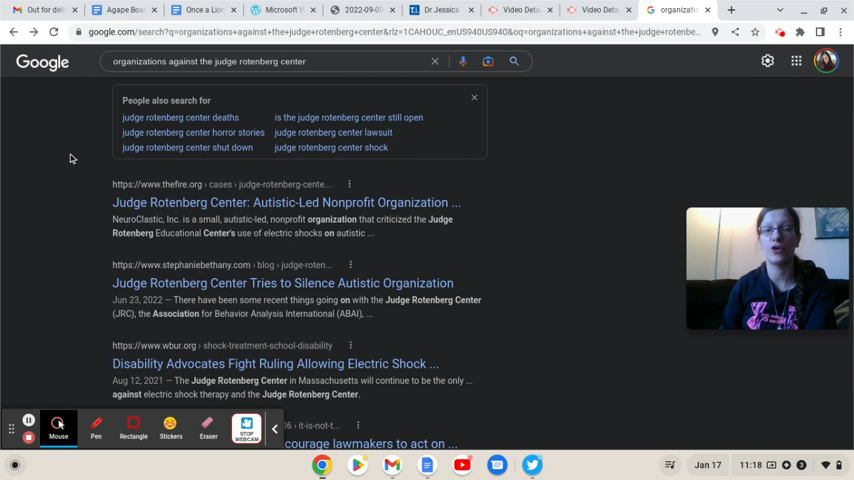 Out for deli
Agape Boa
Once a Lio
Microsoft V
2022-09-09
Dr Jessica
Video Deta
Video Deta
organizatio
google.com/search?q=organizations+against+the+judge+rotenberg+center&rlz=1CAHOUC_enUS940US940&oq=organizations+against+the+judge+rotenbe...
Google
organizations against the judge rotenberg center
People also search for
judge rotenberg center deaths
is the judge rotenberg center still open
judge rotenberg center horror stories
judge rotenberg center lawsuit
judge rotenberg center shut down
judge rotenberg center shock
https://www.thefire.org › cases › judge-rotenberg-cente...
Judge Rotenberg Center: Autistic-Led Nonprofit Organization ...
NeuroClastic, Inc. is a small, autistic-led, nonprofit organization that criticized the Judge
Rotenberg Educational Center's use of electric shocks on autistic ...
https://www.stephaniebethany.com › blog › judge-roten...
Judge Rotenberg Center Tries to Silence Autistic Organization
Jun 23, 2022 — There have been some recent things going on with the Judge Rotenberg Center
(JRC), the Association for Behavior Analysis International (ABAI), ...
https://www.wbur.org › shock-treatment-school-disability
Disability Advocates Fight Ruling Allowing Electric Shock ...
Aug 12, 2021 — The Judge Rotenberg Center in Massachusetts will continue to be the only ...
against electric shock therapy and the Judge Rotenberg Center.
06 › it-is-not-t...
courage lawmakers to act on ...
Mouse
Pen
Rectangle
Stickers
Eraser
STOP
WEBCAM
Jan 17
11:18
3